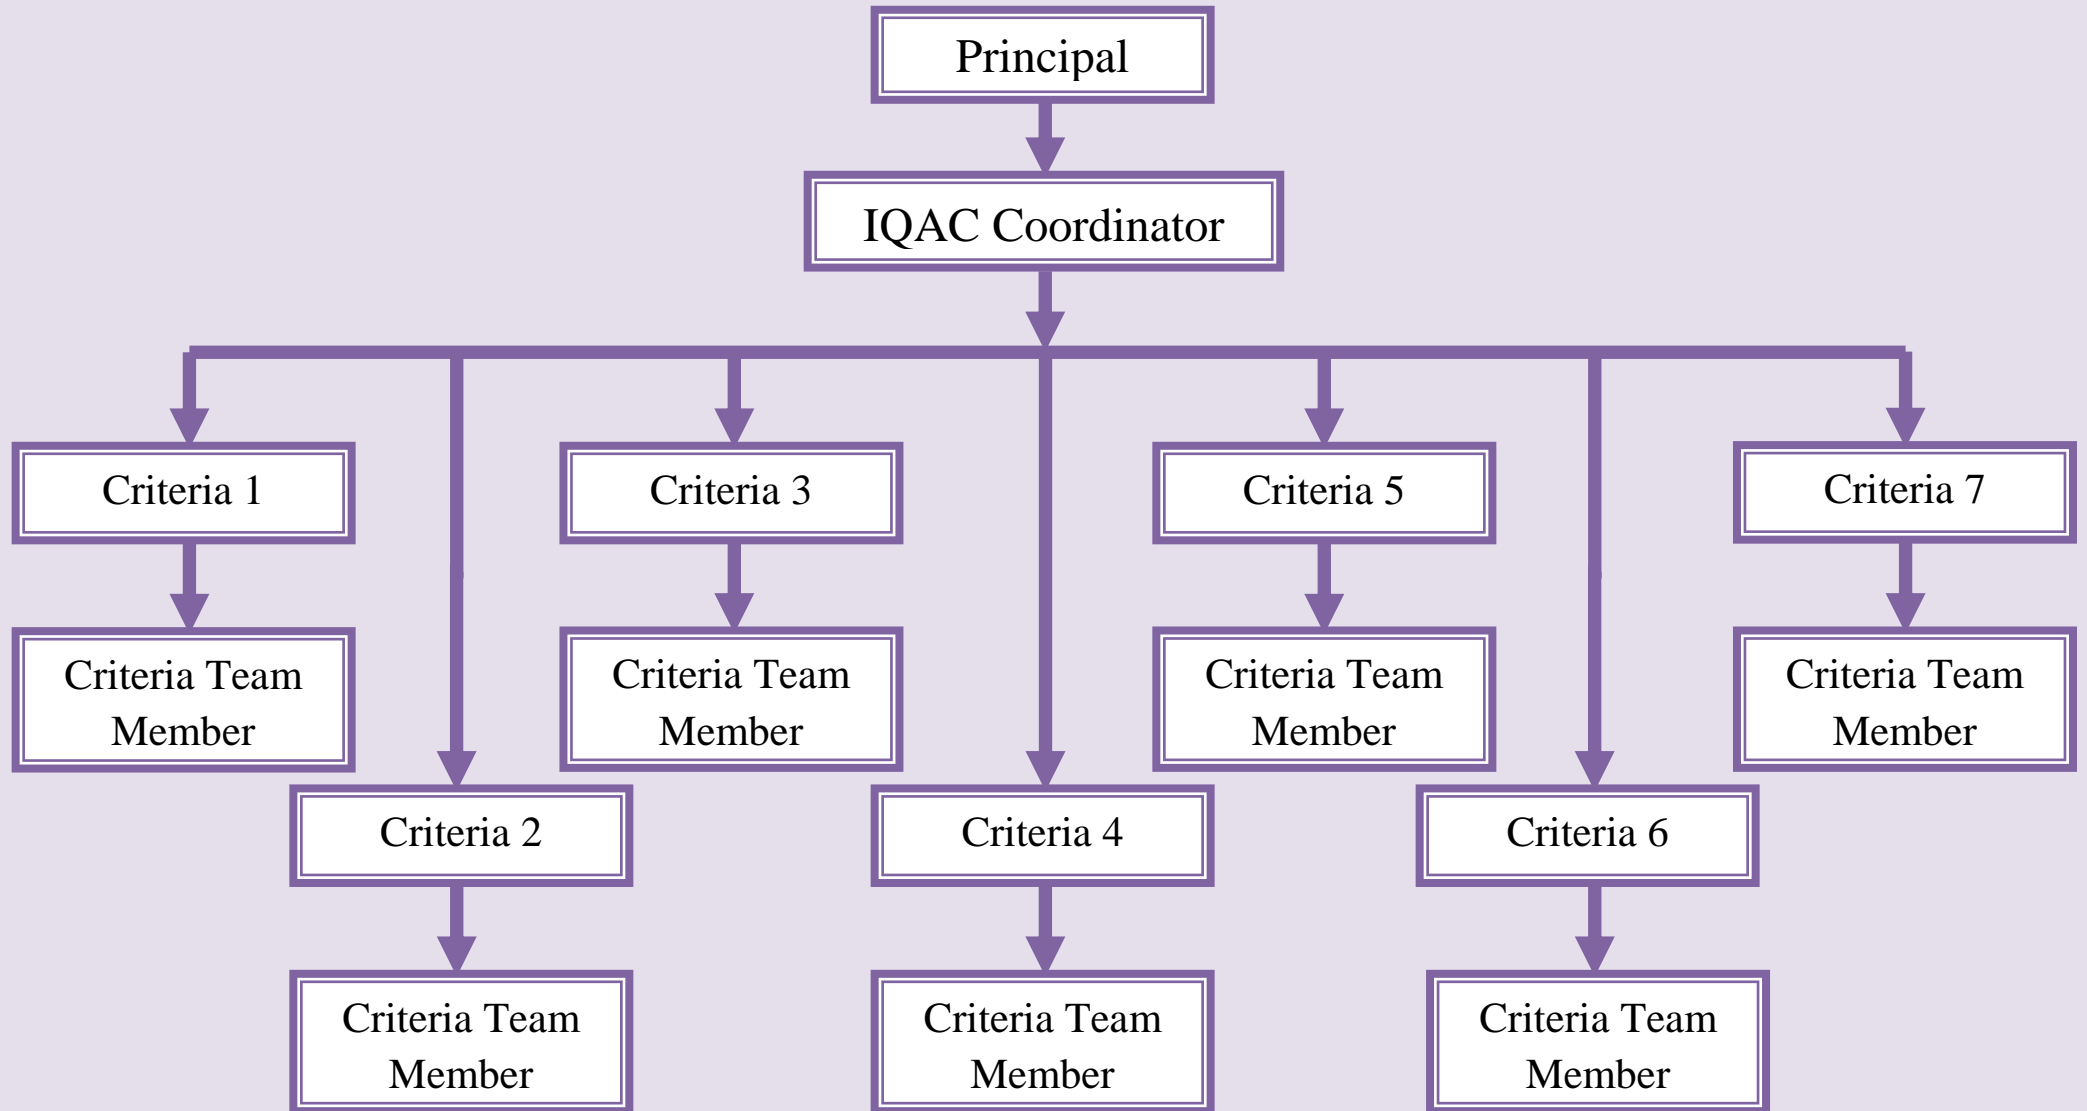 Principal
IQAC Coordinator
Criteria 1
Criteria 3
Criteria 5
Criteria 7
Criteria Team
Member
Criteria Team
Member
Criteria Team
Member
Criteria Team
Member
Criteria 2
Criteria 4
Criteria 6
Criteria Team
Member
Criteria Team
Member
Criteria Team
Member